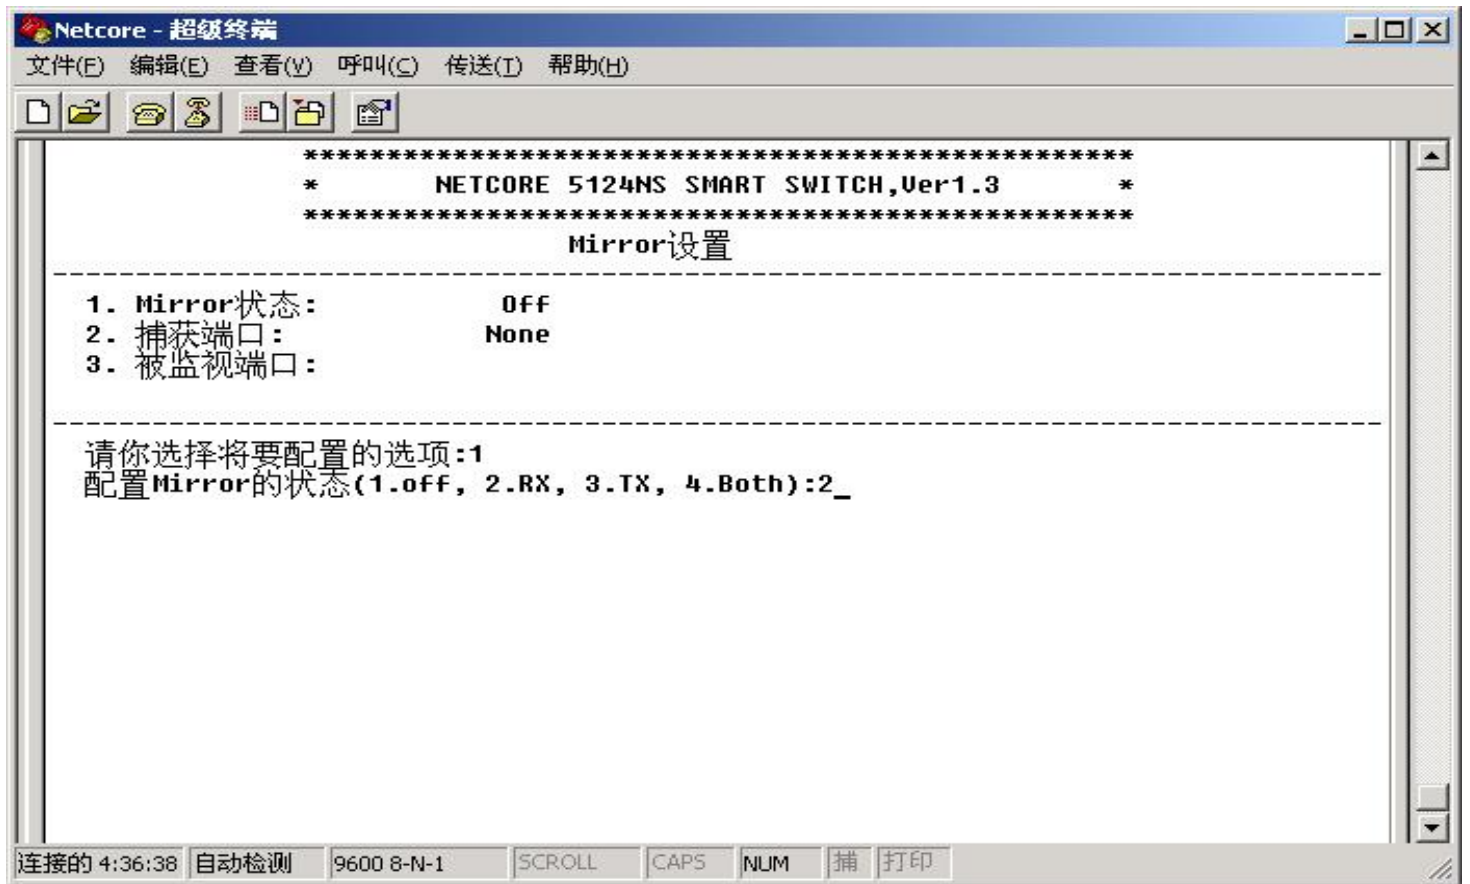 Netcore - 超级终端
文件(F) 编辑(E) 查看(V) 呼叫(C) 传送(T) 帮助(H)
***************************************************
* NETCORE 5124NS SMART SWITCH,Ver1.3 *
***************************************************
Mirror设置
--------------------------------------------------------------------------------
1. Mirror状态: Off
2. 捕获端口: None
3. 被监视端口:
--------------------------------------------------------------------------------
请你选择将要配置的选项:1
配置Mirror的状态(1.off, 2.RX, 3.TX, 4.Both):2_
连接的 4:36:38 自动检测 9600 8-N-1 SCROLL CAPS NUM 捕 打印